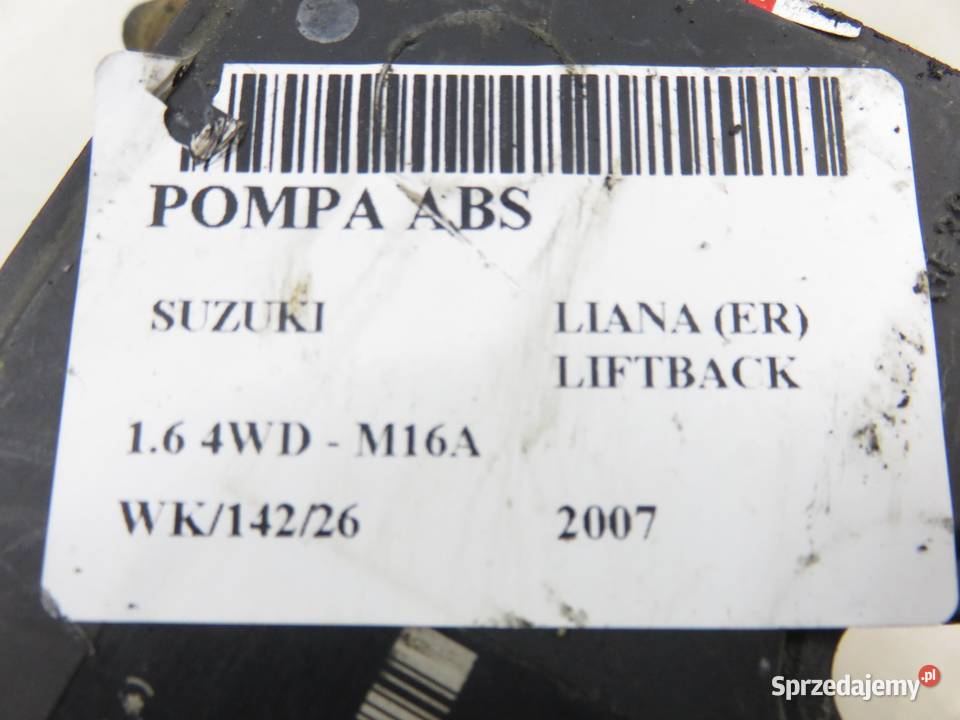 POMPA ABS
SUZUKI
LIANA (ER)
LIFTBACK
1.6 4WD - M16A
WK/142/26
2007
Sprzedajemy.pl